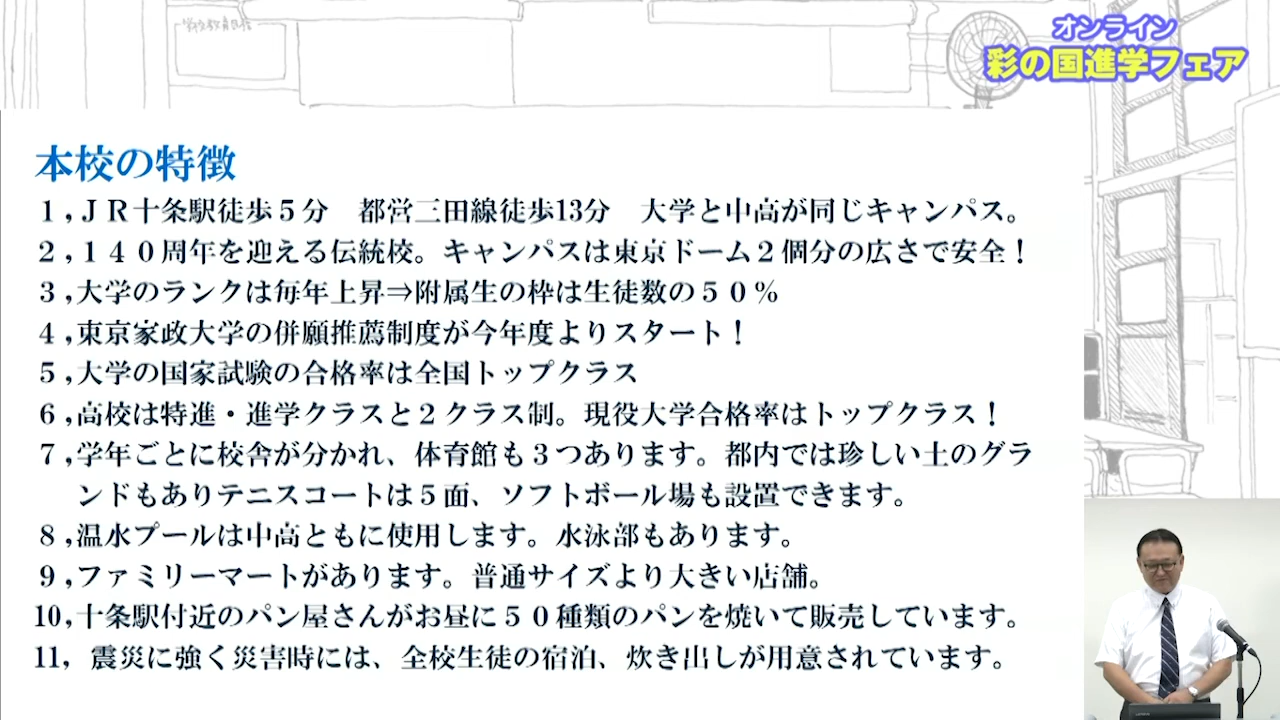 オンライン
彩の国進学フェア
本校の特徴
１,ＪＲ十条駅徒歩５分　都営三田線徒歩13分　大学と中高が同じキャンパス。
２,１４０周年を迎える伝統校。キャンパスは東京ドーム２個分の広さで安全！
３,大学のランクは毎年上昇⇒附属生の枠は生徒数の５０％
４,東京家政大学の併願推薦制度が今年度よりスタート！
５,大学の国家試験の合格率は全国トップクラス
６,高校は特進・進学クラスと２クラス制。現役大学合格率はトップクラス！
７,学年ごとに校舎が分かれ、体育館も３つあります。都内では珍しい土のグラ
ンドもありテニスコートは５面、ソフトボール場も設置できます。
８,温水プールは中高ともに使用します。水泳部もあります。
９,ファミリーマートがあります。普通サイズより大きい店舗。
10,十条駅付近のパン屋さんがお昼に５０種類のパンを焼いて販売しています。
11，震災に強く災害時には、全校生徒の宿泊、炊き出しが用意されています。